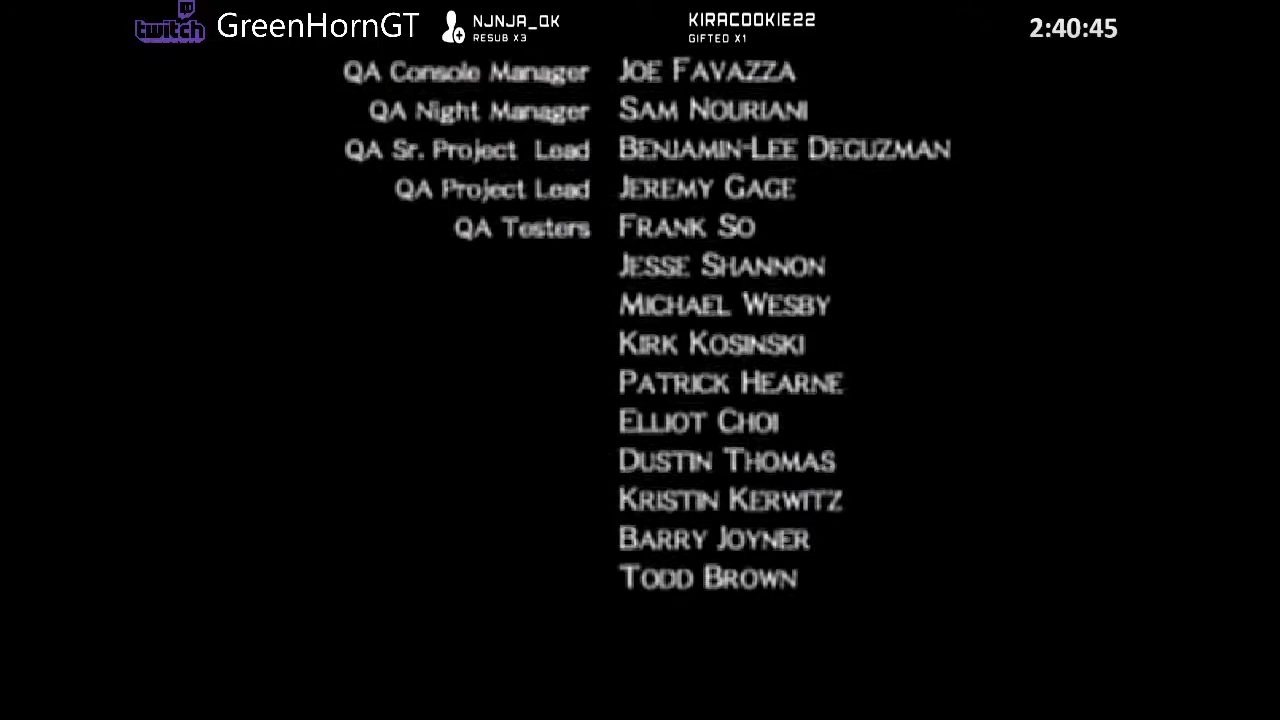 twitch GreenHornGT NJNJA_OK KIRACOOKIE22 2:40:45
RESUB X3 GIFTED X1
QA Console Manager JOE FAVAZZA
QA Night Manager SAM NOURIANI
QA Sr. Project Lead BENJAMIN-LEE DEGUZMAN
QA Project Lead JEREMY GAGE
QA Testers FRANK SO
JESSE SHANNON
MICHAEL WESBY
KIRK KOSINSKI
PATRICK HEARNE
ELLIOT CHOI
DUSTIN THOMAS
KRISTIN KERWITZ
BARRY JOYNER
TODD BROWN